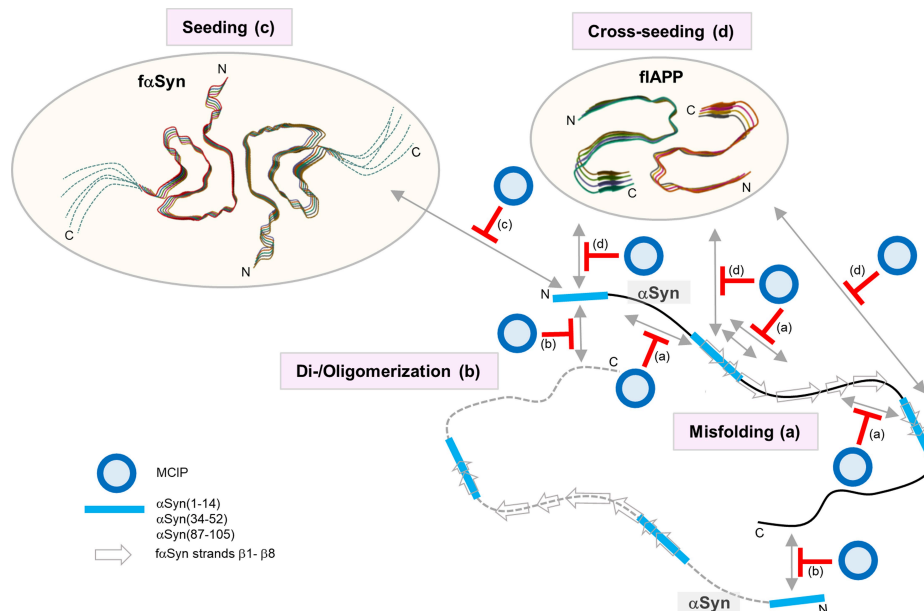 Seeding (c)
Cross-seeding (d)
fαSyn
N
C
C
N
fIAPP
N
C
C
N
(c)
(d)
(d)
(d)
N
αSyn
(a)
(b)
(a)
C
Di-/Oligomerization (b)
Misfolding (a)
(a)
MCIP
αSyn(1-14)
αSyn(34-52)
αSyn(87-105)
fαSyn strands β1- β8
C
(b)
αSyn
N